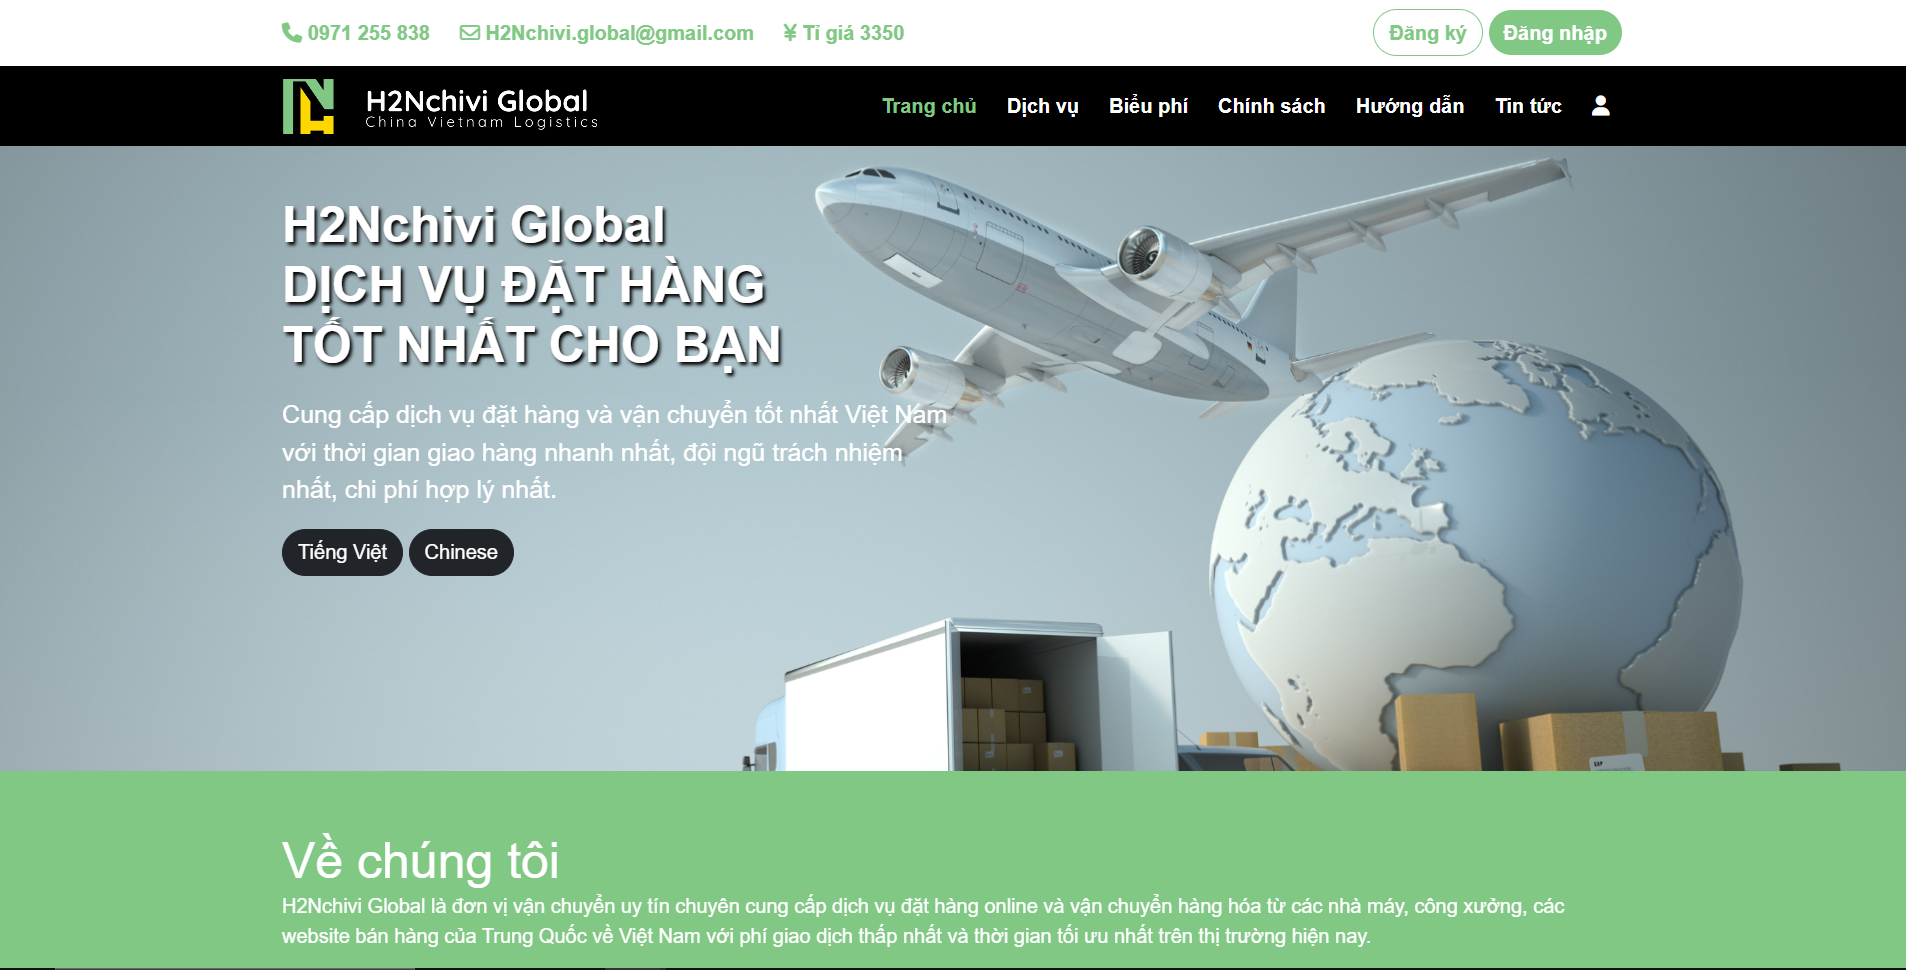 0971 255 838 H2Nchivi.global@gmail.com ¥ Tỉ giá 3350 Đăng ký Đăng nhập
H2Nchivi Global
China Vietnam Logistics
Trang chủ Dịch vụ Biểu phí Chính sách Hướng dẫn Tin tức
H2Nchivi Global
DỊCH VỤ ĐẶT HÀNG
TỐT NHẤT CHO BẠN
Cung cấp dịch vụ đặt hàng và vận chuyển tốt nhất Việt Nam
với thời gian giao hàng nhanh nhất, đội ngũ trách nhiệm
nhất, chi phí hợp lý nhất.
Tiếng Việt Chinese
Về chúng tôi
H2Nchivi Global là đơn vị vận chuyển uy tín chuyên cung cấp dịch vụ đặt hàng online và vận chuyển hàng hóa từ các nhà máy, công xưởng, các
website bán hàng của Trung Quốc về Việt Nam với phí giao dịch thấp nhất và thời gian tối ưu nhất trên thị trường hiện nay.